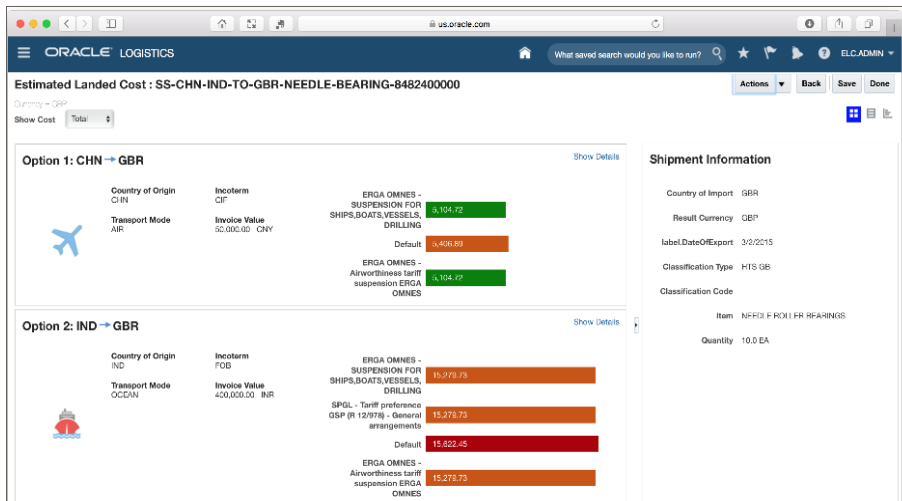 us.oracle.com
ORACLE LOGISTICS
What saved search would you like to run?
ELC.ADMIN
Estimated Landed Cost : SS-CHN-IND-TO-GBR-NEEDLE-BEARING-8482400000
Actions
Back
Save
Done
Currency = GBP
Show Cost Total
Option 1: CHN → GBR
Show Details
Country of Origin
CHN
Incoterm
CIF
Transport Mode
AIR
Invoice Value
50,000.00 CNY
ERGA OMNES -
SUSPENSION FOR
SHIPS,BOATS,VESSELS,
DRILLING
5,104.72
Default 5,406.89
ERGA OMNES -
Airworthiness tariff
suspension ERGA
OMNES
5,104.72
Option 2: IND → GBR
Show Details
Country of Origin
IND
Incoterm
FOB
Transport Mode
OCEAN
Invoice Value
400,000.00 INR
ERGA OMNES -
SUSPENSION FOR
SHIPS,BOATS,VESSELS,
DRILLING
15,279.73
SPGL - Tariff preference
GSP (R 12/978) - General
arrangements
15,279.73
Default 15,622.45
ERGA OMNES -
Airworthiness tariff
suspension ERGA
OMNES
15,279.73
Shipment Information
Country of Import GBR
Result Currency GBP
label.DateOfExport 3/2/2015
Classification Type HTS GB
Classification Code
Item NEEDLE ROLLER BEARINGS
Quantity 10.0 EA